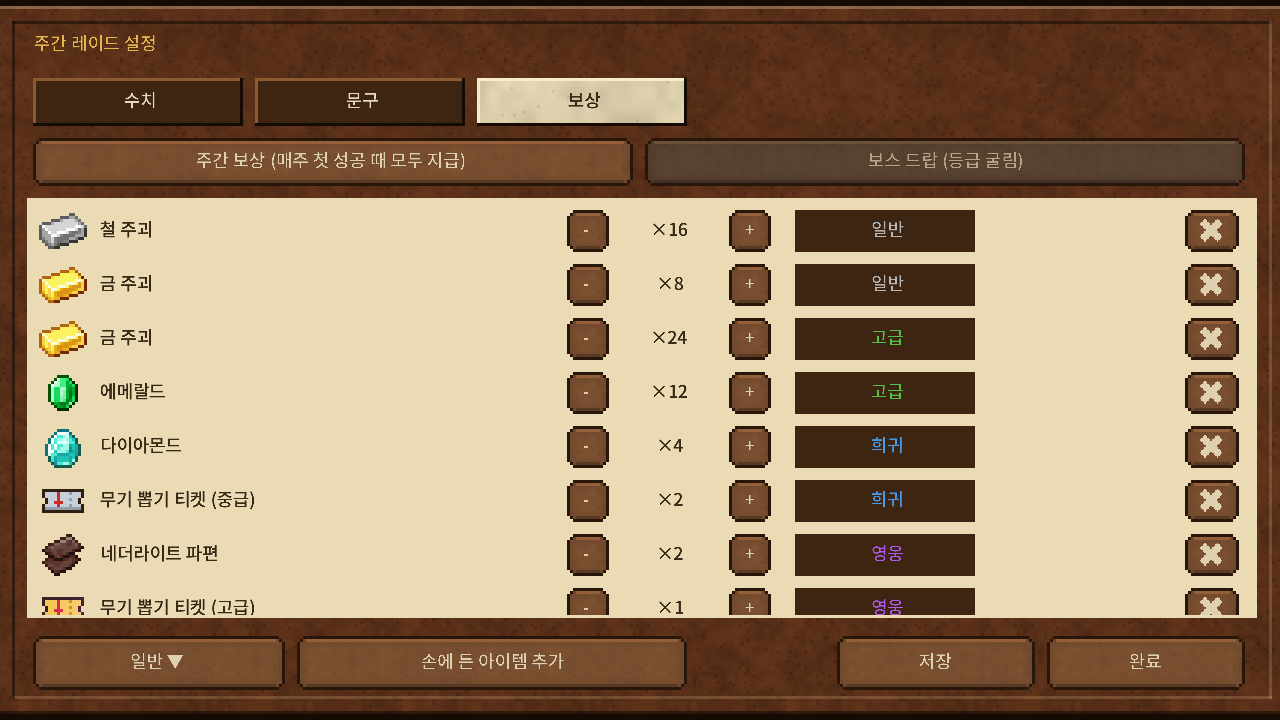 주간 레이드 설정
수치
문구
보상
주간 보상 (매주 첫 성공 때 모두 지급)
보스 드랍 (등급 굴림)
철 주괴 - ×16 + 일반
금 주괴 - ×8 + 일반
금 주괴 - ×24 + 고급
에메랄드 - ×12 + 고급
다이아몬드 - ×4 + 희귀
무기 뽑기 티켓 (중급) - ×2 + 희귀
네더라이트 파편 - ×2 + 영웅
무기 뽑기 티켓 (고급) - ×1 + 영웅
일반 ▼
손에 든 아이템 추가
저장
완료